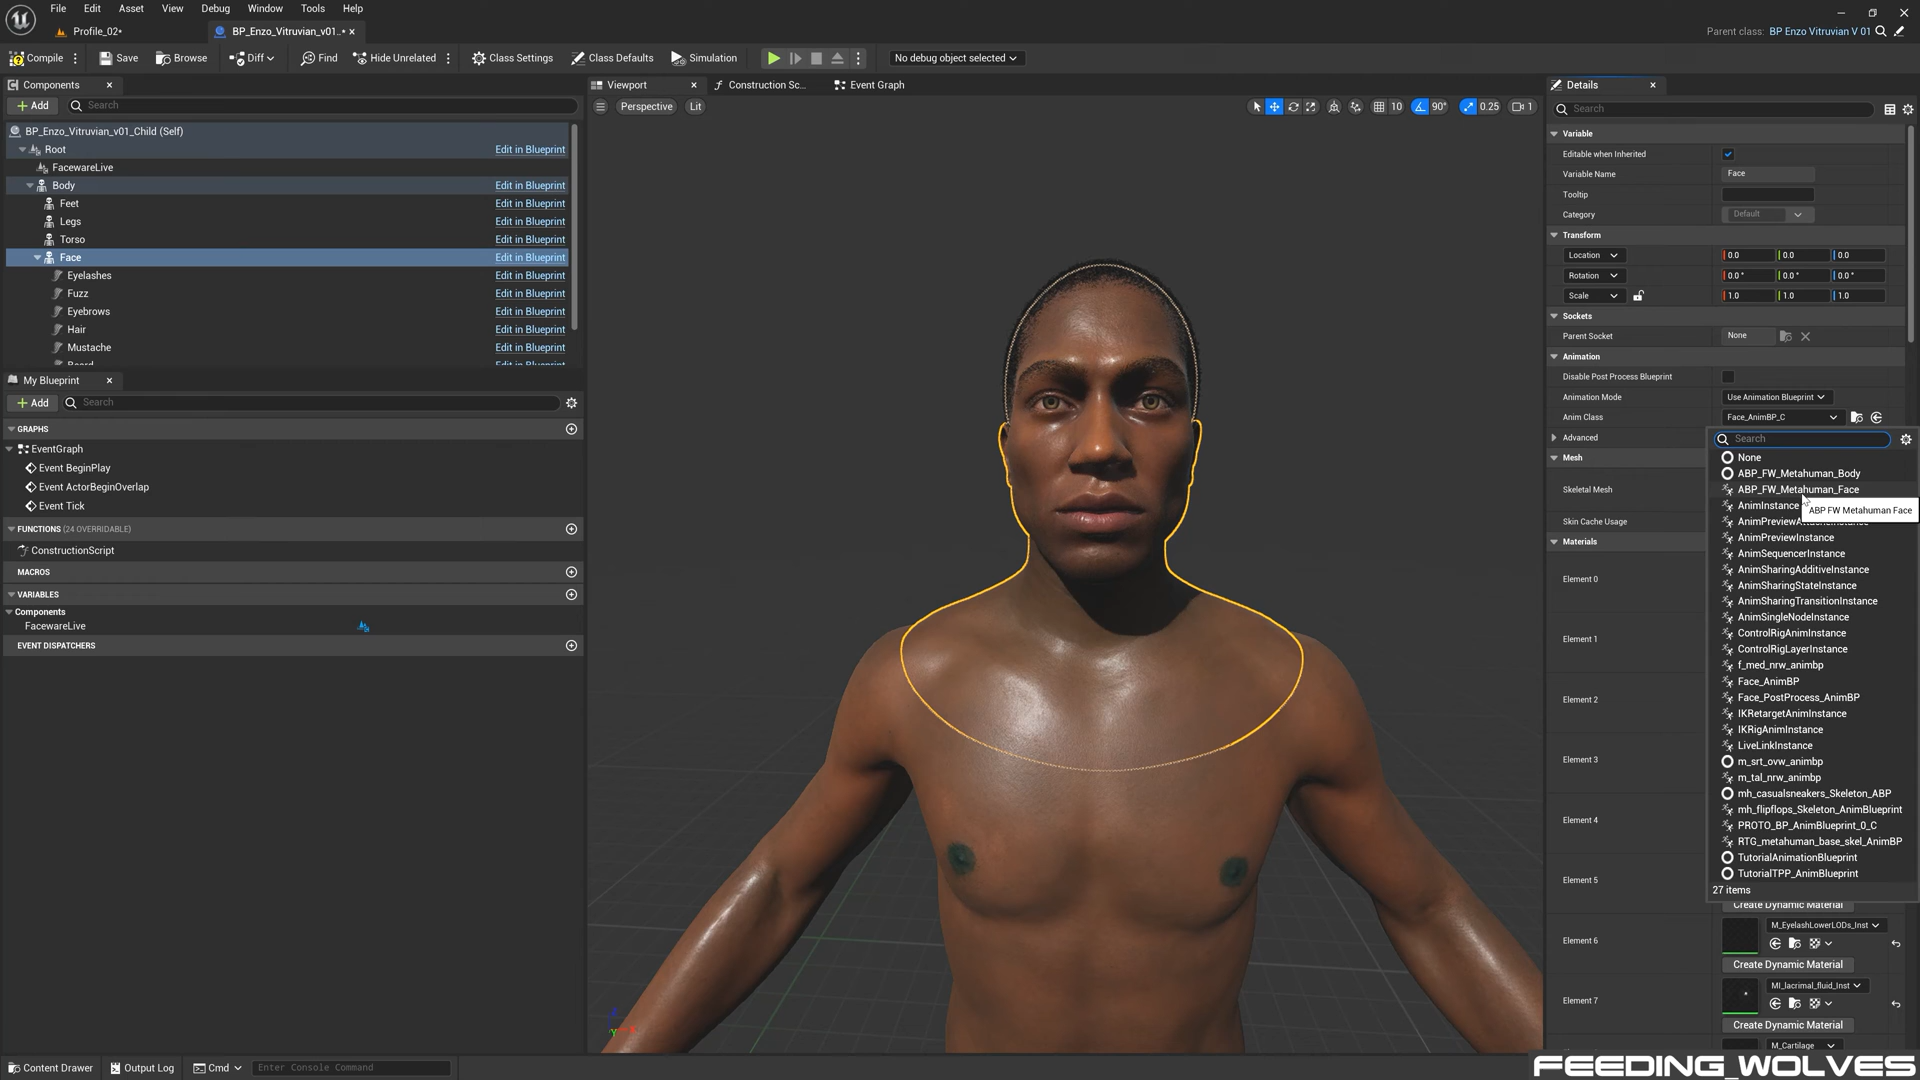 File Edit Asset View Debug Window Tools Help
Profile_02*
BP_Enzo_Vitruvian_v01..*
Parent class: BP Enzo Vitruvian V 01
Compile Save Browse Diff Find Hide Unrelated Class Settings Class Defaults Simulation No debug object selected
Components
Add Search
BP_Enzo_Vitruvian_v01_Child (Self)
Root Edit in Blueprint
FacewareLive
Body Edit in Blueprint
Feet Edit in Blueprint
Legs Edit in Blueprint
Torso Edit in Blueprint
Face Edit in Blueprint
Eyelashes Edit in Blueprint
Fuzz Edit in Blueprint
Eyebrows Edit in Blueprint
Hair Edit in Blueprint
Mustache Edit in Blueprint
My Blueprint
Add Search
GRAPHS
EventGraph
Event BeginPlay
Event ActorBeginOverlap
Event Tick
FUNCTIONS (24 OVERRIDABLE)
ConstructionScript
MACROS
VARIABLES
Components
FacewareLive
EVENT DISPATCHERS
Viewport Construction Sc... Event Graph
Perspective Lit 10 90° 0.25 1
Details
Search
Variable
Editable when Inherited
Variable Name Face
Tooltip
Category Default
Transform
Location 0.0 0.0 0.0
Rotation 0.0 ° 0.0 ° 0.0 °
Scale 1.0 1.0 1.0
Sockets
Parent Socket None
Animation
Disable Post Process Blueprint
Animation Mode Use Animation Blueprint
Anim Class Face_AnimBP_C
Advanced
Mesh
Skeletal Mesh
Skin Cache Usage
Materials
Element 0
Element 1
Element 2
Element 3
Element 4
Element 5
Search
None
ABP_FW_Metahuman_Body
ABP_FW_Metahuman_Face
AnimInstance
ABP FW Metahuman Face
AnimPreviewInstance
AnimSequencerInstance
AnimSharingAdditiveInstance
AnimSharingStateInstance
AnimSharingTransitionInstance
AnimSingleNodeInstance
ControlRigAnimInstance
ControlRigLayerInstance
f_med_nrw_animbp
Face_AnimBP
Face_PostProcess_AnimBP
IKRetargetAnimInstance
IKRigAnimInstance
LiveLinkInstance
m_srt_ovw_animbp
m_tal_nrw_animbp
mh_casualsneakers_Skeleton_ABP
mh_flipflops_Skeleton_AnimBlueprint
PROTO_BP_AnimBlueprint_0_C
RTG_metahuman_base_skel_AnimBP
TutorialAnimationBlueprint
TutorialTPP_AnimBlueprint
27 items
Create Dynamic Material
Element 6 M_EyelashLowerLODs_Inst
Create Dynamic Material
Element 7 MI_lacrimal_fluid_Inst
Create Dynamic Material
M_Cartilage
Content Drawer Output Log Cmd Enter Console Command
FEEDING_WOLVES